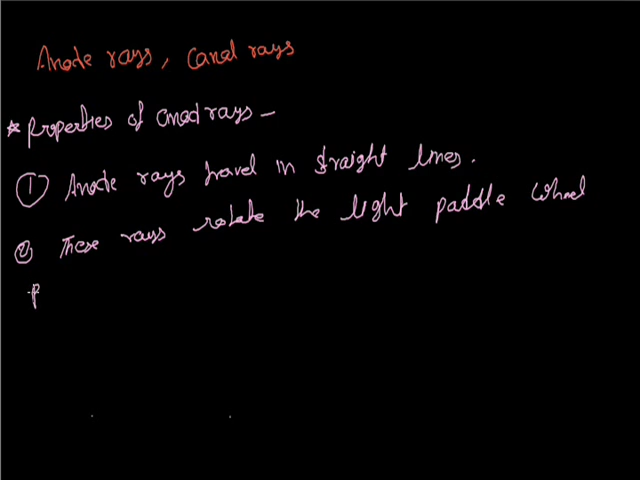 Anode rays, Canal rays
* Properties of anod rays -
① Anode rays travel in straight lines.
② These rays rotate the light paddle wheel
p